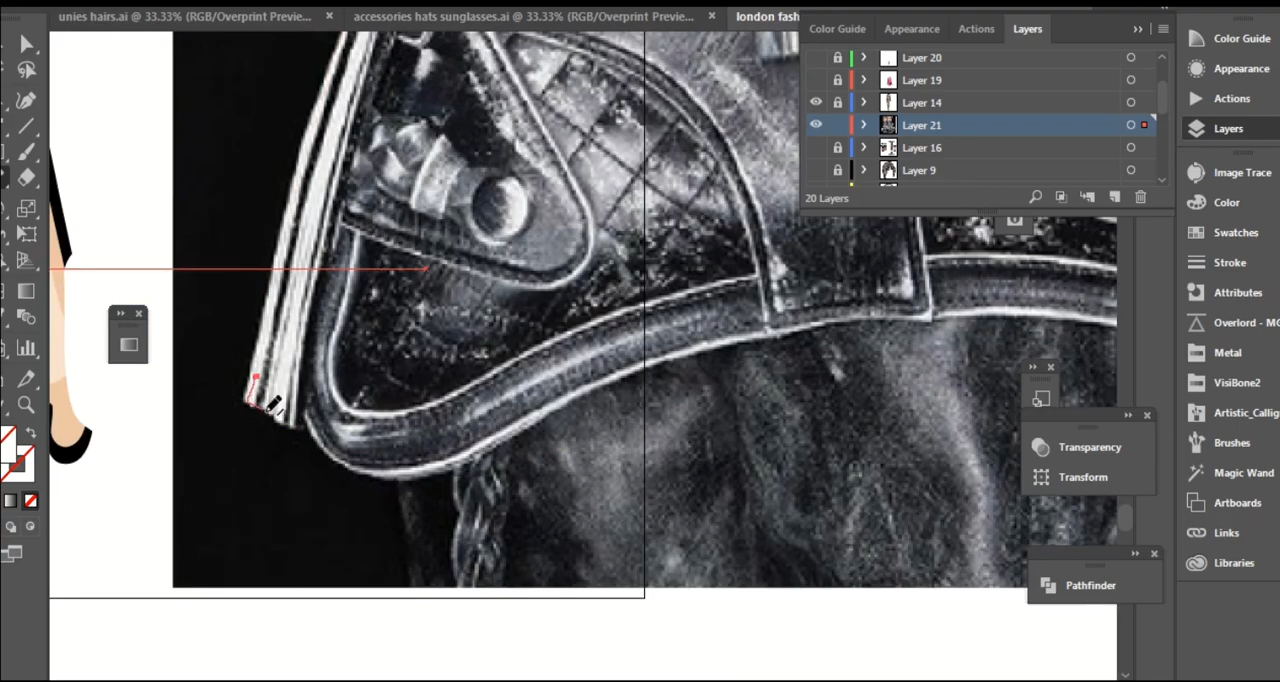 unies hairs.ai @ 33.33% (RGB/Overprint Previe...
accessories hats sunglasses.ai @ 33.33% (RGB/Overprint Previe...
london fash
Color Guide
Appearance
Actions
Layers
Layer 20
Layer 19
Layer 14
Layer 21
Layer 16
Layer 9
20 Layers
Color Guide
Appearance
Actions
Layers
Image Trace
Color
Swatches
Stroke
Attributes
Overlord - MO
Metal
VisiBone2
Artistic_Callig
Brushes
Magic Wand
Artboards
Links
Libraries
Transparency
Transform
Pathfinder